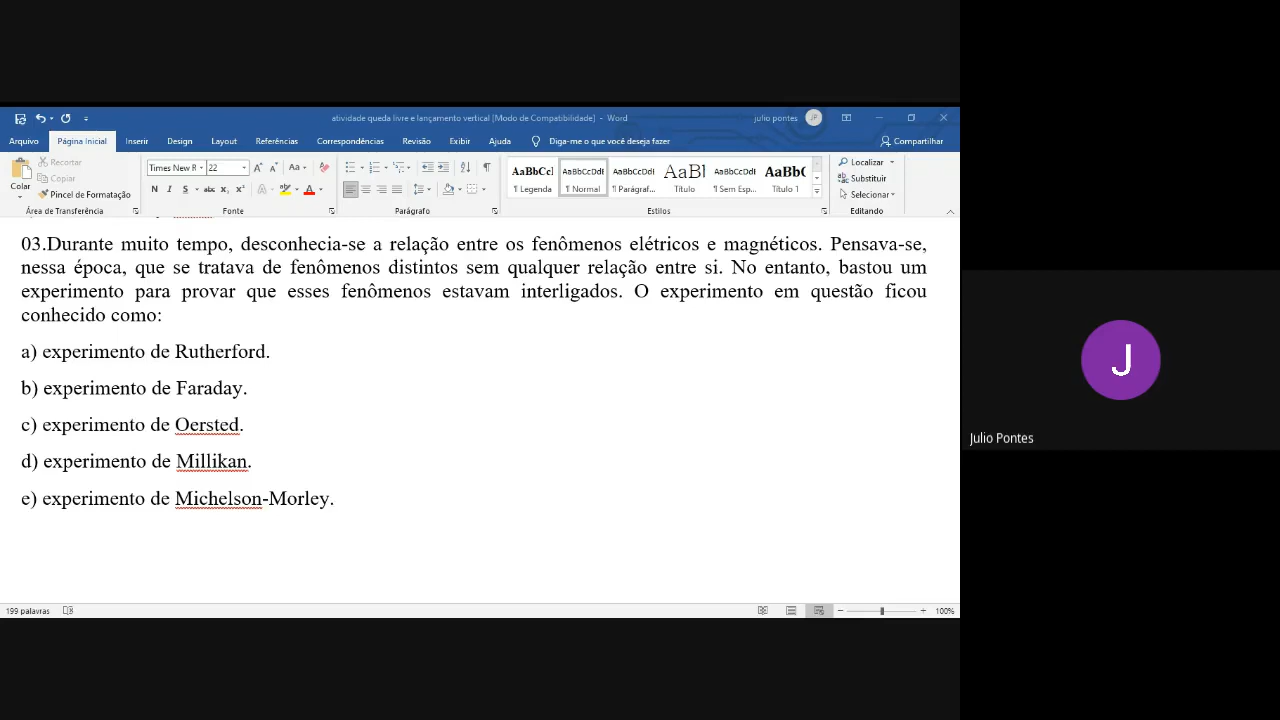 atividade queda livre e lançamento vertical [Modo de Compatibilidade] - Word
julio pontes
JP
Arquivo Página Inicial Inserir Design Layout Referências Correspondências Revisão Exibir Ajuda Diga-me o que você deseja fazer Compartilhar
Colar
Recortar
Copiar
Pincel de Formatação
Área de Transferência
Times New R 22
Aa
N I S abc x₂ x²
Fonte
Parágrafo
AaBbCcI AaBbCcDdI AaBbCcDdI AaBl AaBbCcDdI AaBb(
¶ Legenda ¶ Normal ¶ Parágraf... Título ¶ Sem Esp... Título 1
Estilos
Localizar
Substituir
Selecionar
Editando
03.Durante muito tempo, desconhecia-se a relação entre os fenômenos elétricos e magnéticos. Pensava-se,
nessa época, que se tratava de fenômenos distintos sem qualquer relação entre si. No entanto, bastou um
experimento para provar que esses fenômenos estavam interligados. O experimento em questão ficou
conhecido como:
a) experimento de Rutherford.
b) experimento de Faraday.
c) experimento de Oersted.
d) experimento de Millikan.
e) experimento de Michelson-Morley.
199 palavras
100%
J
Julio Pontes